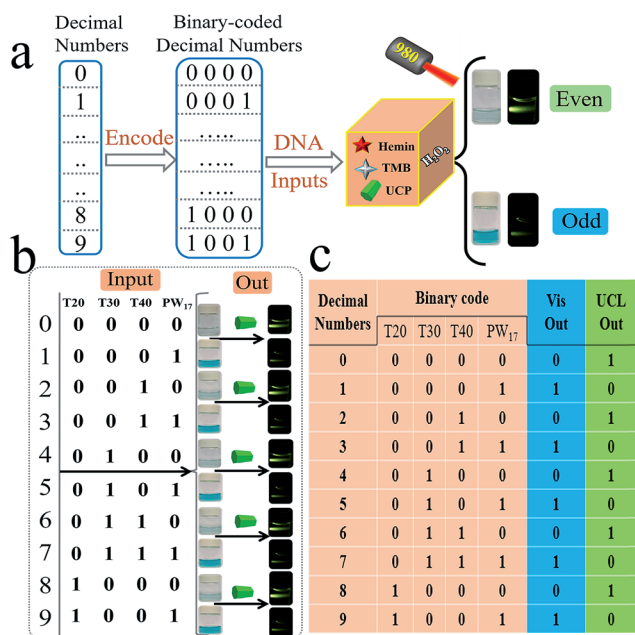 a
Decimal
Numbers
Binary-coded
Decimal Numbers
0
0 0 0 0
1
0 0 0 1
..
.....
..
.....
..
.....
8
1 0 0 0
9
1 0 0 1
Encode
DNA
Inputs
980
Hemin
TMB
UCP
H2O2
Even
Odd
b
Input
Out
T20 T30 T40 PW17
0 0 0 0 0
1 0 0 0 1
2 0 0 1 0
3 0 0 1 1
4 0 1 0 0
5 0 1 0 1
6 0 1 1 0
7 0 1 1 1
8 1 0 0 0
9 1 0 0 1
c
Decimal
Numbers
Binary code
T20 T30 T40 PW17
Vis
Out
UCL
Out
0 0 0 0 0 0 1
1 0 0 0 1 1 0
2 0 0 1 0 0 1
3 0 0 1 1 1 0
4 0 1 0 0 0 1
5 0 1 0 1 1 0
6 0 1 1 0 0 1
7 0 1 1 1 1 0
8 1 0 0 0 0 1
9 1 0 0 1 1 0